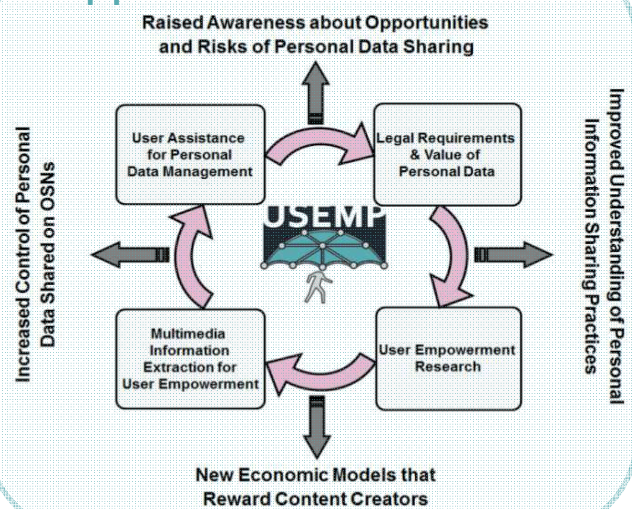 Raised Awareness about Opportunities
and Risks of Personal Data Sharing
User Assistance
for Personal
Data Management
Legal Requirements
& Value of
Personal Data
Increased Control of Personal
Data Shared on OSNs
USEMP
Improved Understanding of Personal
Information Sharing Practices
Multimedia
Information
Extraction for
User Empowerment
User Empowerment
Research
New Economic Models that
Reward Content Creators